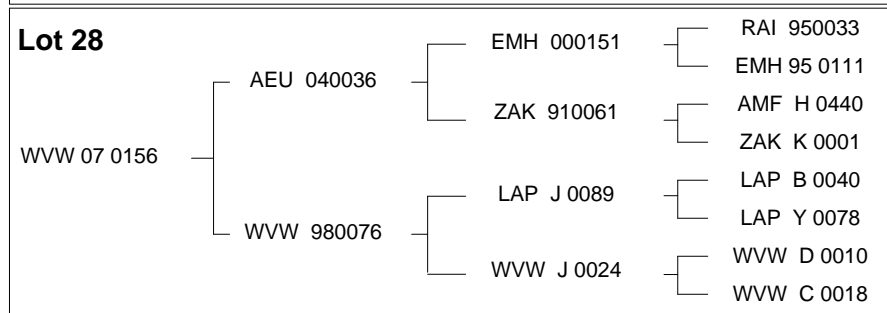 Lot 28
RAI 950033
EMH 000151
EMH 95 0111
AEU 040036
AMF H 0440
ZAK 910061
ZAK K 0001
WVW 07 0156
LAP B 0040
LAP J 0089
LAP Y 0078
WVW 980076
WVW D 0010
WVW J 0024
WVW C 0018